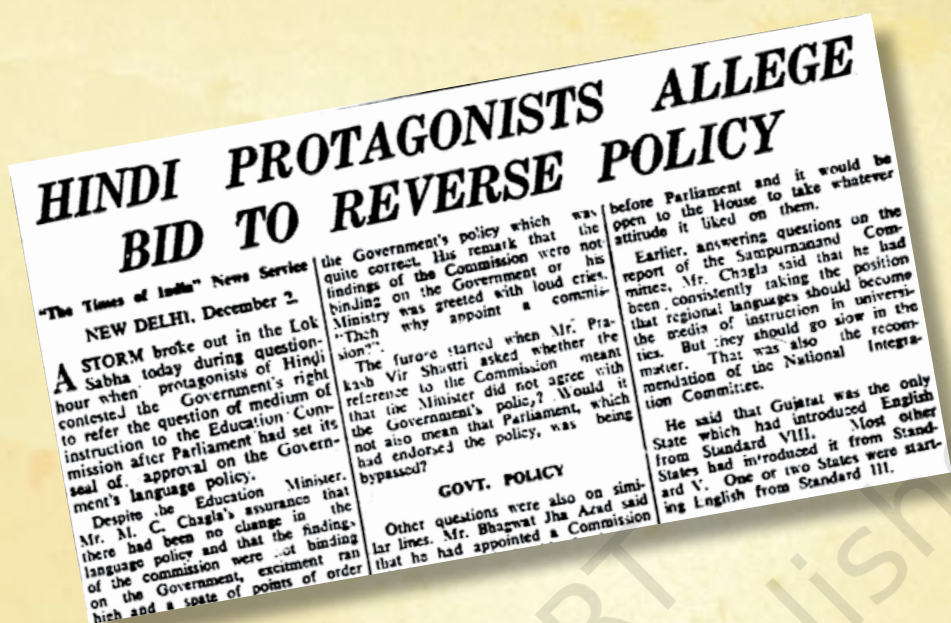 HINDI PROTAGONISTS ALLEGE
BID TO REVERSE POLICY
"The Times of India" News Service
NEW DELHI, December 2.
A STORM broke out in the Lok
Sabha today during question-
hour when protagonists of Hindi
contested the Government's right
to refer the question of medium of
instruction to the Education Com-
mission after Parliament had set its
seal of approval on the Govern-
ment's language policy.
Despite the Education Minister,
Mr. M. C. Chagla's assurance that
there had been no change in the
language policy and that the findings
of the commission were not binding
on the Government, excitment ran
high and a spate of points of order
the Government's policy which was
quite correct. His remark that the
findings of the Commission were not
binding on the Government or his
Ministry was greeted with loud cries.
"Then why appoint a commis-
sion?".
The furore started when Mr. Pra-
kash Vir Shastri asked whether the
reference to the Commission meant
that the Minister did not agree with
the Government's policy? Would it
not also mean that Parliament, which
had endorsed the policy, was being
bypassed?
GOVT. POLICY
Other questions were also on simi-
lar lines. Mr. Bhagwat Jha Azad said
that he had appointed a Commission
before Parliament and it would be
open to the House to take whatever
attitude it liked on them.
Earlier, answering questions on the
report of the Sampurnanand Com-
mittee, Mr. Chagla said that he had
been consistently taking the position
that regional languages should become
the media of instruction in universi-
ties. But they should go slow in the
matter. That was also the recom-
mendation of the National Integra-
tion Committee.
He said that Gujarat was the only
State which had introduced English
from Standard VIII. Most other
States had introduced it from Stand-
ard V. One or two States were start-
ing English from Standard III.